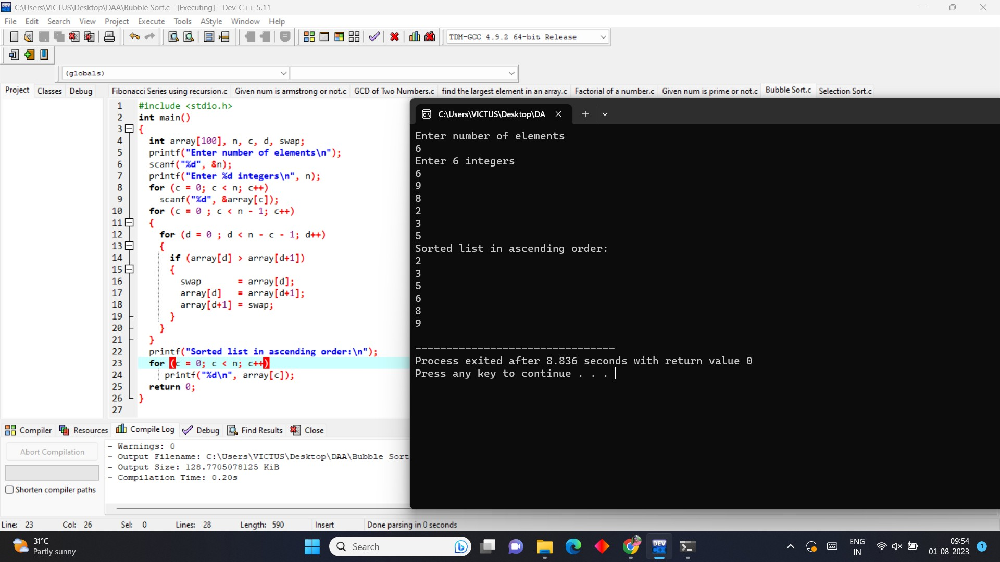 C:\Users\VICTUS\Desktop\DAA\Bubble Sort.c - [Executing] - Dev-C++ 5.11
File Edit Search View Project Execute Tools AStyle Window Help
TDM-GCC 4.9.2 64-bit Release
(globals)
Project Classes Debug
Fibonacci Series using recursion.c Given num is armstrong or not.c GCD of Two Numbers.c find the largest element in an array.c Factorial of a number.c Given num is prime or not.c Bubble Sort.c Selection Sort.c
1 #include <stdio.h>
2 int main()
3 {
4 int array[100], n, c, d, swap;
5 printf("Enter number of elements\n");
6 scanf("%d", &n);
7 printf("Enter %d integers\n", n);
8 for (c = 0; c < n; c++)
9 scanf("%d", &array[c]);
10 for (c = 0 ; c < n - 1; c++)
11 {
12 for (d = 0 ; d < n - c - 1; d++)
13 {
14 if (array[d] > array[d+1])
15 {
16 swap = array[d];
17 array[d] = array[d+1];
18 array[d+1] = swap;
19 }
20 }
21 }
22 printf("Sorted list in ascending order:\n");
23 for (c = 0; c < n; c++)
24 printf("%d\n", array[c]);
25 return 0;
26 }
27
C:\Users\VICTUS\Desktop\DA
Enter number of elements
6
Enter 6 integers
6
9
8
2
3
5
Sorted list in ascending order:
2
3
5
6
8
9
--------------------------------
Process exited after 8.836 seconds with return value 0
Press any key to continue . . .
Compiler Resources Compile Log Debug Find Results Close
Abort Compilation
Shorten compiler paths
- Warnings: 0
- Output Filename: C:\Users\VICTUS\Desktop\DAA\Bubble Sort
- Output Size: 128.7705078125 KiB
- Compilation Time: 0.20s
Line: 23 Col: 26 Sel: 0 Lines: 28 Length: 590 Insert Done parsing in 0 seconds
31°C
Partly sunny
Search
DEV
C++
ENG
IN
09:54
01-08-2023
1